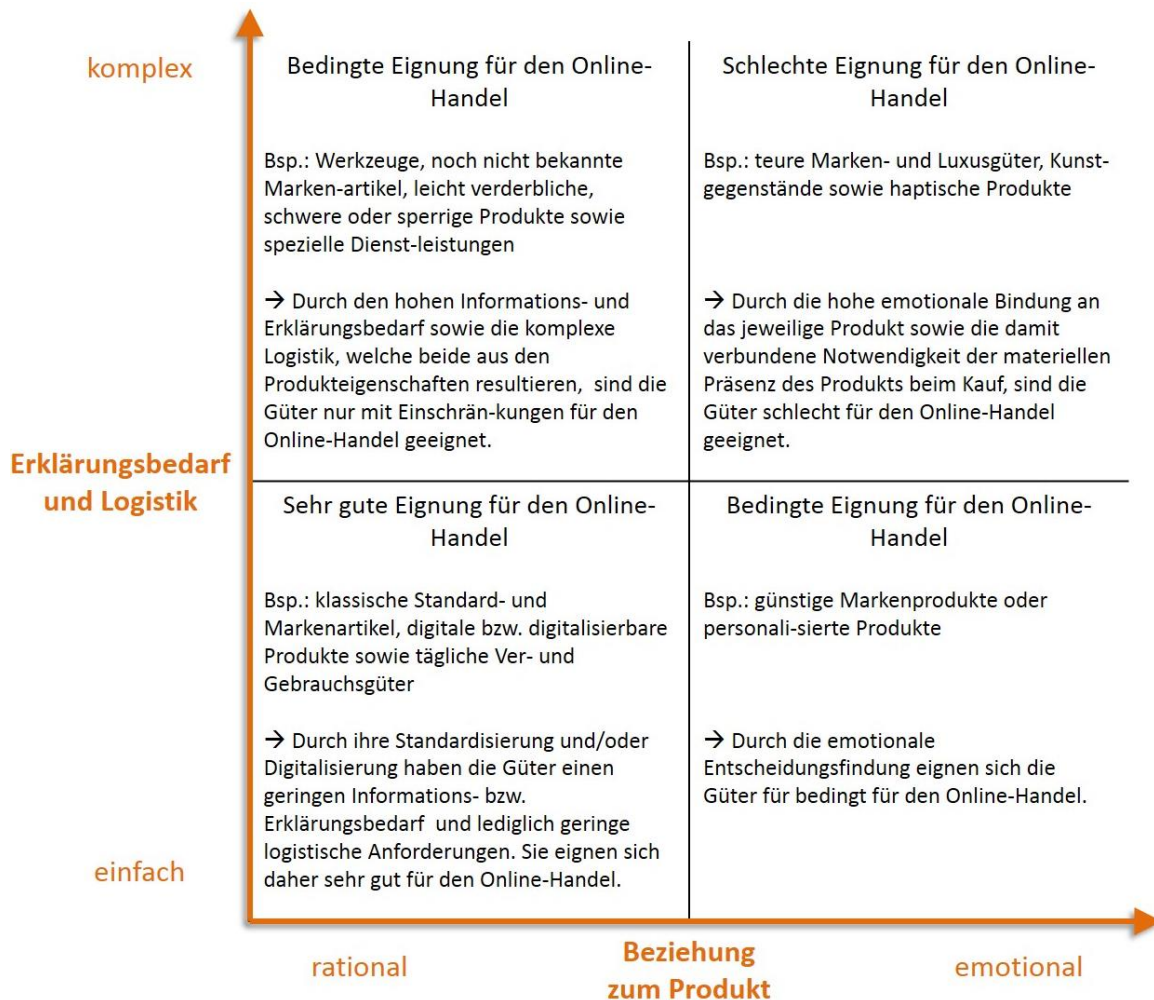 komplex
Bedingte Eignung für den Online-
Handel
Bsp.: Werkzeuge, noch nicht bekannte
Marken-artikel, leicht verderbliche,
schwere oder sperrige Produkte sowie
spezielle Dienst-leistungen
→ Durch den hohen Informations- und
Erklärungsbedarf sowie die komplexe
Logistik, welche beide aus den
Produkteigenschaften resultieren, sind die
Güter nur mit Einschrän-kungen für den
Online-Handel geeignet.
Schlechte Eignung für den Online-
Handel
Bsp.: teure Marken- und Luxusgüter, Kunst-
gegenstände sowie haptische Produkte
→ Durch die hohe emotionale Bindung an
das jeweilige Produkt sowie die damit
verbundene Notwendigkeit der materiellen
Präsenz des Produkts beim Kauf, sind die
Güter schlecht für den Online-Handel
geeignet.
Erklärungsbedarf
und Logistik
Sehr gute Eignung für den Online-
Handel
Bsp.: klassische Standard- und
Markenartikel, digitale bzw. digitalisierbare
Produkte sowie tägliche Ver- und
Gebrauchsgüter
→ Durch ihre Standardisierung und/oder
Digitalisierung haben die Güter einen
geringen Informations- bzw.
Erklärungsbedarf und lediglich geringe
logistische Anforderungen. Sie eignen sich
daher sehr gut für den Online-Handel.
Bedingte Eignung für den Online-
Handel
Bsp.: günstige Markenprodukte oder
personali-sierte Produkte
→ Durch die emotionale
Entscheidungsfindung eignen sich die
Güter für bedingt für den Online-Handel.
einfach
rational
Beziehung
zum Produkt
emotional